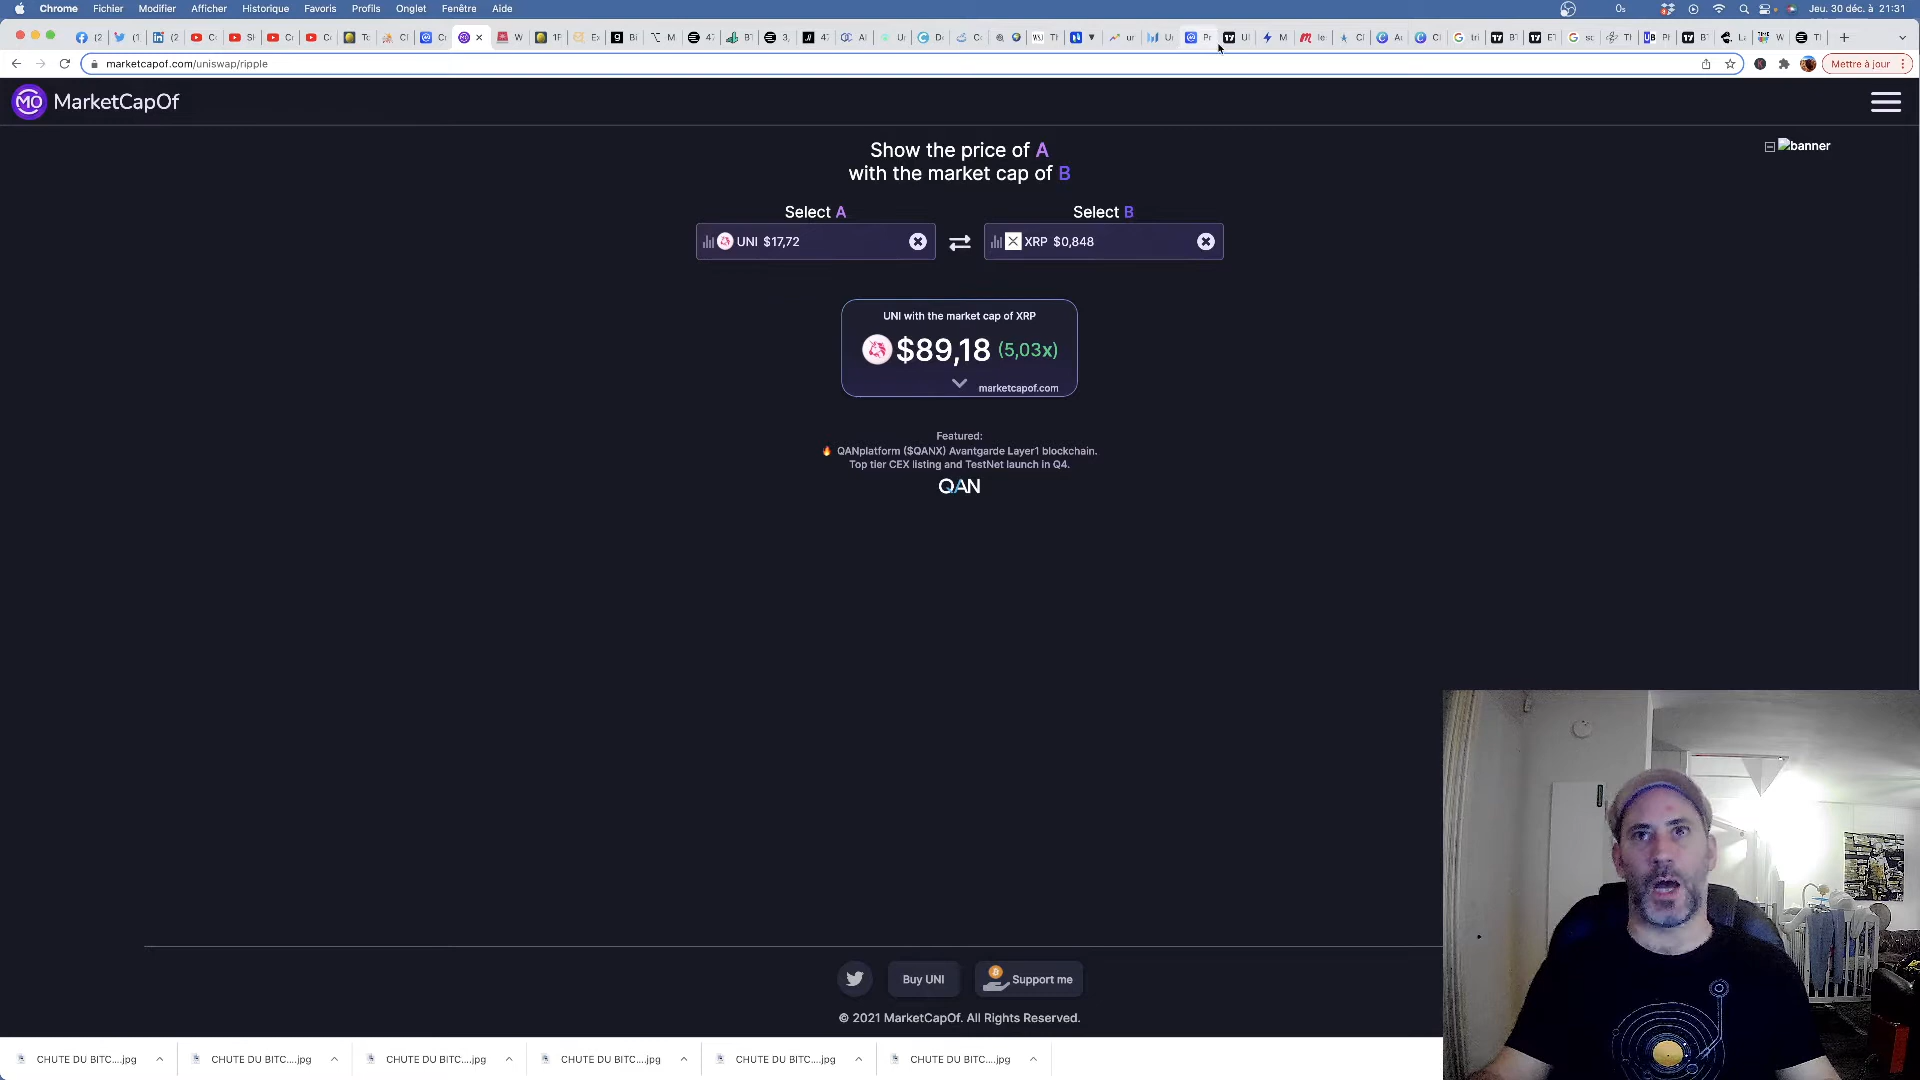 Chrome Fichier Modifier Afficher Historique Favoris Profils Onglet Fenêtre Aide
0s
Jeu. 30 déc. à 21:31
marketcapof.com/uniswap/ripple
Mettre à jour
MarketCapOf
banner
Show the price of A
with the market cap of B
Select A
Select B
UNI $17,72
XRP $0,848
UNI with the market cap of XRP
$89,18 (5,03x)
marketcapof.com
Featured:
QANplatform ($QANX) Avantgarde Layer1 blockchain.
Top tier CEX listing and TestNet launch in Q4.
QAN
Buy UNI
Support me
© 2021 MarketCapOf. All Rights Reserved.
CHUTE DU BITC....jpg
CHUTE DU BITC....jpg
CHUTE DU BITC....jpg
CHUTE DU BITC....jpg
CHUTE DU BITC....jpg
CHUTE DU BITC....jpg